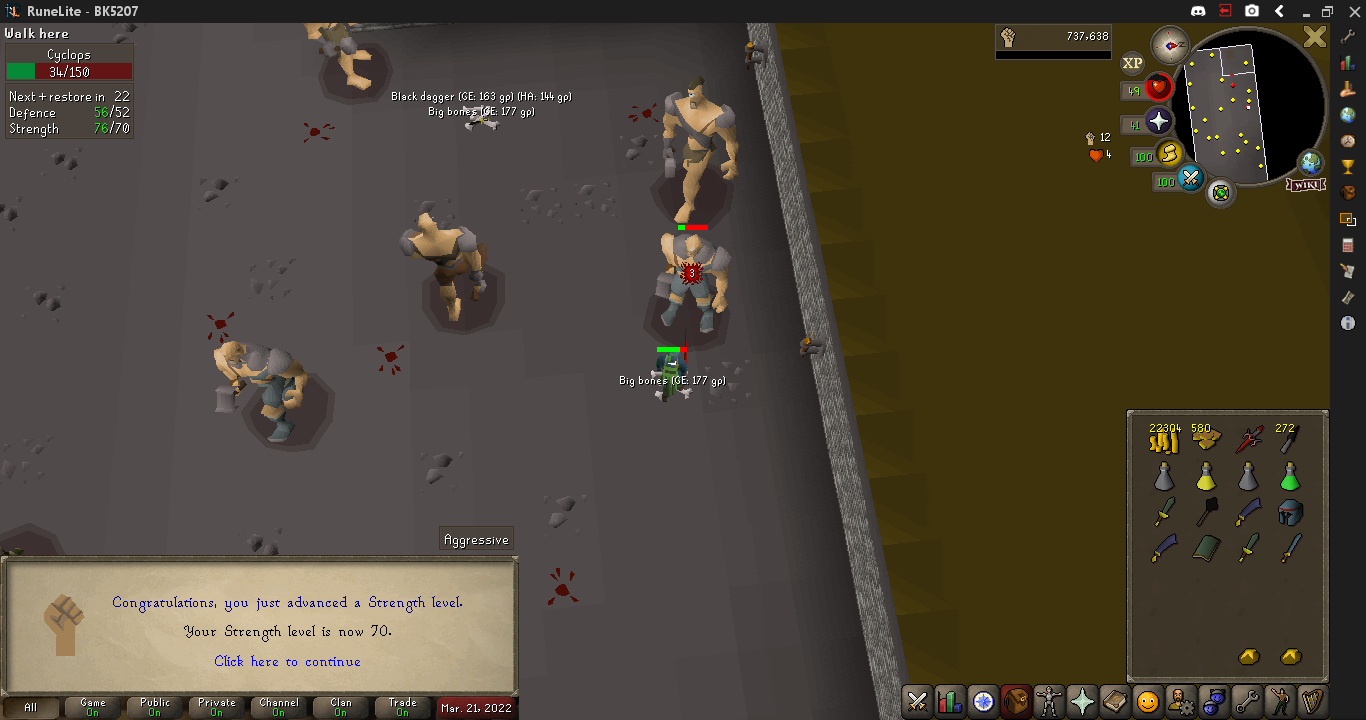 RuneLite - BK5207
Walk here
Cyclops
34/150
Next + restore in 22
Defence 56/52
Strength 76/70
Black dagger (GE: 163 gp) (HA: 144 gp)
Big bones (GE: 177 gp)
737,638
XP
49
41
12
4
100
100
WIKI
3
Big bones (GE: 177 gp)
22304
580
272
Aggressive
Congratulations, you just advanced a Strength level.
Your Strength level is now 70.
Click here to continue
All
Game On
Public On
Private On
Channel On
Clan On
Trade On
Mar. 21, 2022